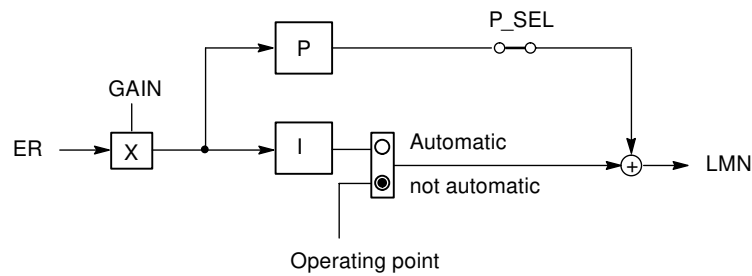 P_SEL
P
GAIN
ER
X
I
Automatic
not automatic
+
LMN
Operating point